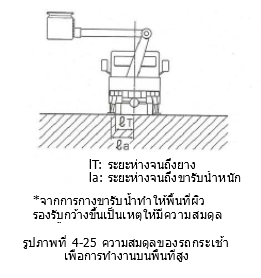 lT
la
lT: ระยะห่างจนถึงยาง
la: ระยะห่างจนถึงขารับน้ำหนัก
*จากการกางขารับน้ำทำให้พื้นที่ผิว
รองรับกว้างขึ้นเป็นเหตุให้มีความสมดุล
รูปภาพที่ 4-25 ความสมดุลของรถกระเช้า
เพื่อการทำงานบนพื้นที่สูง